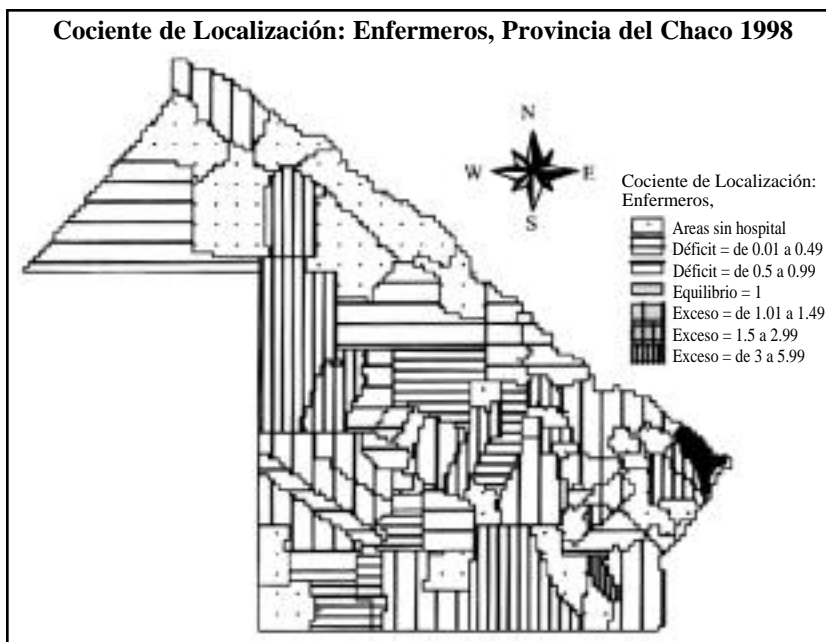 Cociente de Localización: Enfermeros, Provincia del Chaco 1998
N
W E
S
Cociente de Localización:
Enfermeros,
Areas sin hospital
Déficit = de 0.01 a 0.49
Déficit = de 0.5 a 0.99
Equilibrio = 1
Exceso = de 1.01 a 1.49
Exceso = 1.5 a 2.99
Exceso = de 3 a 5.99